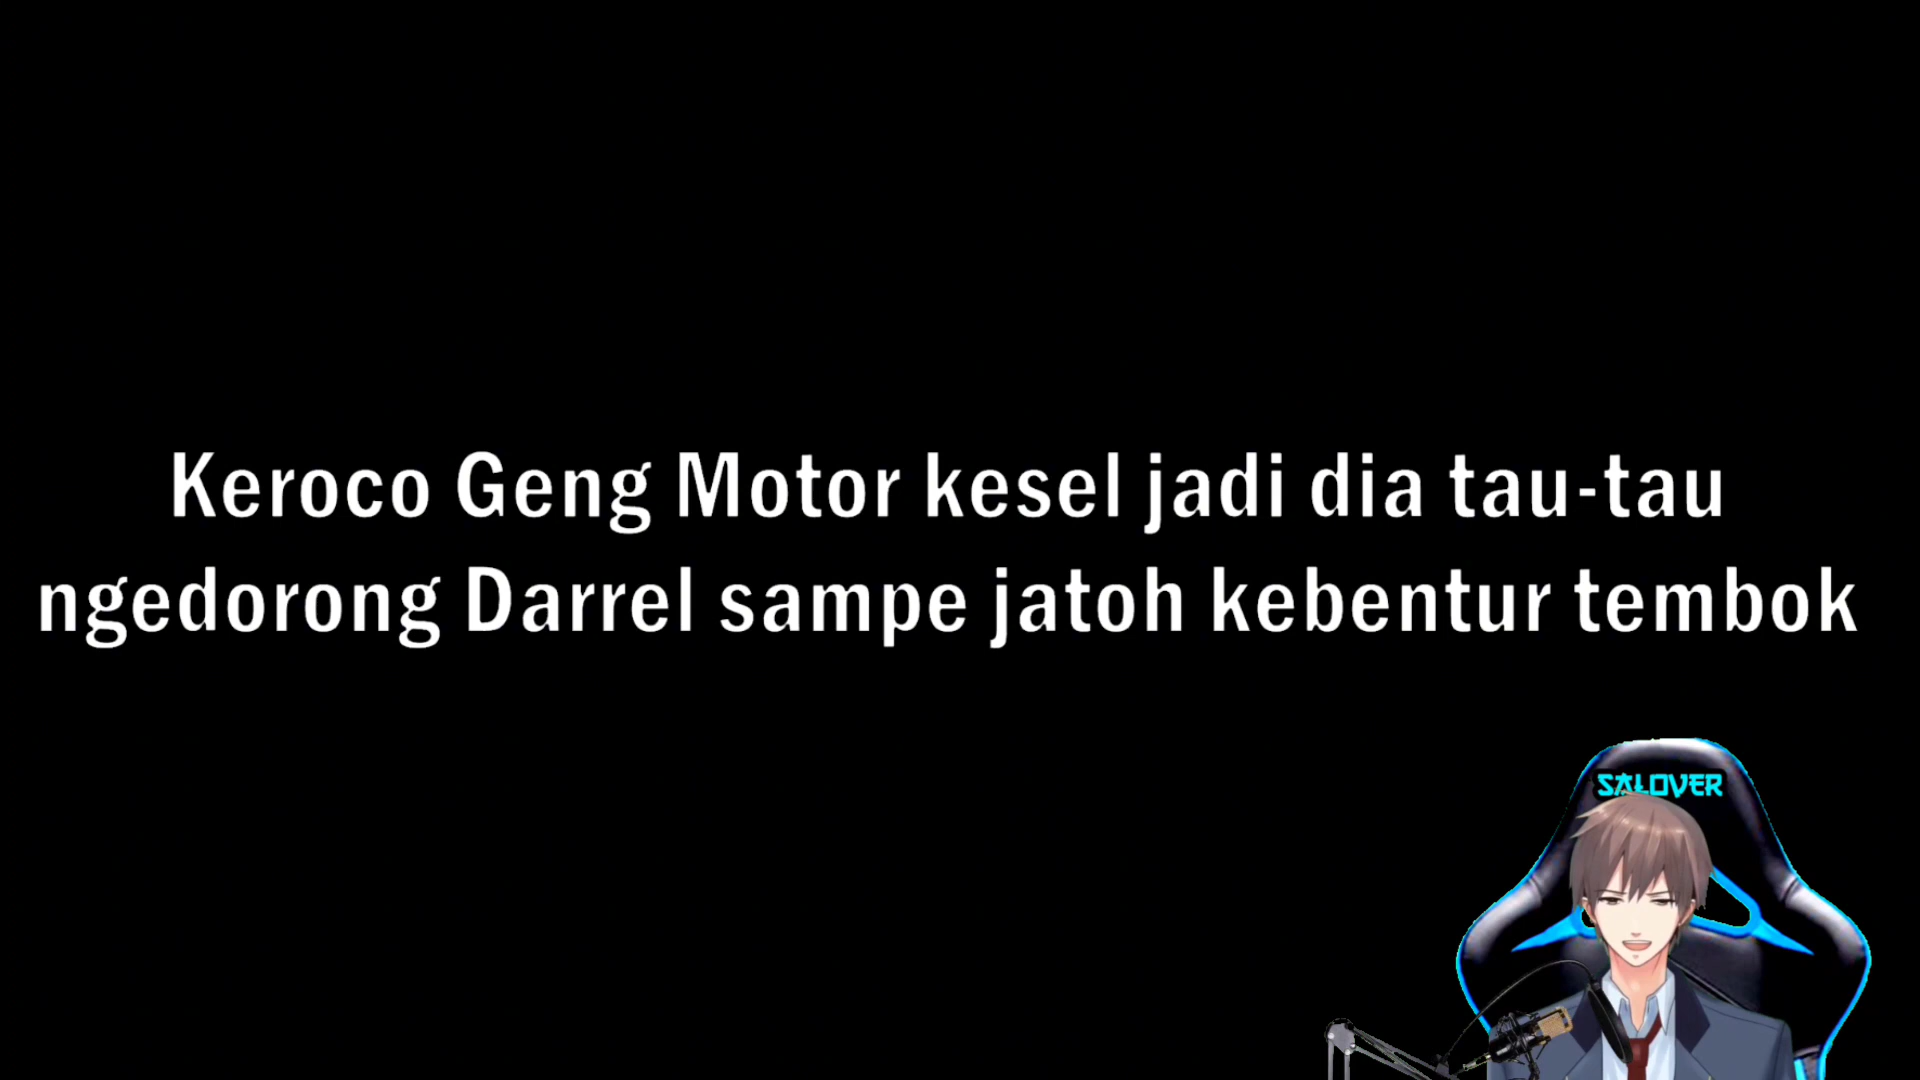 Keroco Geng Motor kesel jadi dia tau-tau
ngedorong Darrel sampe jatoh kebentur tembok
SALOVER